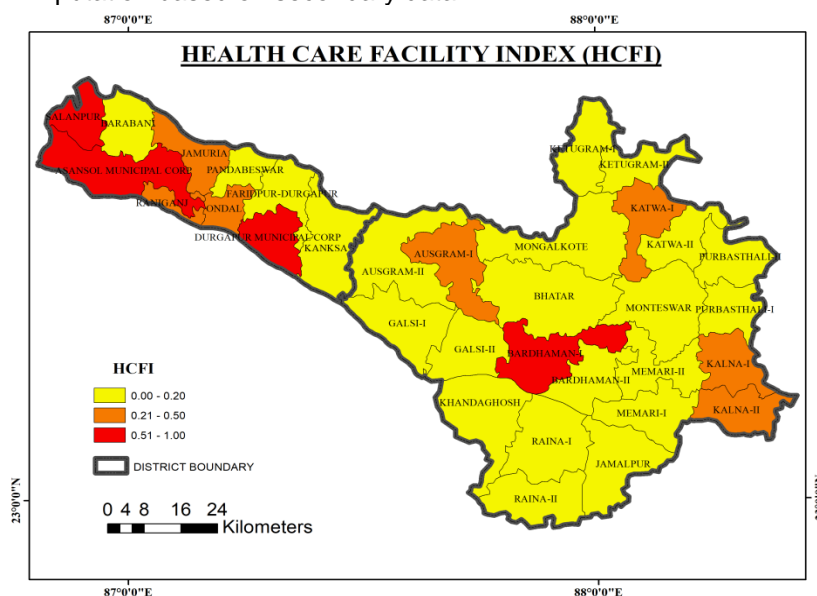 87°0'0"E 88°0'0"E
HEALTH CARE FACILITY INDEX (HCFI)
SALANPUR
BARABANI
JAMURIA
ASANSOL MUNICIPAL CORP
PANDABESWAR
RANIGANJ
ONDAL
FARIDPUR-DURGAPUR
DURGAPUR MUNICIPAL-CORP
KANKSA
KETUGRAM-I
KETUGRAM-II
KATWA-I
KATWA-II
MONGALKOTE
AUSGRAM-I
AUSGRAM-II
PURBASTHALI-II
BHATAR
MONTESWAR
PURBASTHALI-I
GALSI-I
GALSI-II
BARDHAMAN-I
BARDHAMAN-II
MEMARI-II
KALNA-I
KHANDAGHOSH
MEMARI-I
KALNA-II
RAINA-I
JAMALPUR
RAINA-II
HCFI
0.00 - 0.20
0.21 - 0.50
0.51 - 1.00
DISTRICT BOUNDARY
0 4 8 16 24
Kilometers
23°0'0"N
87°0'0"E 88°0'0"E